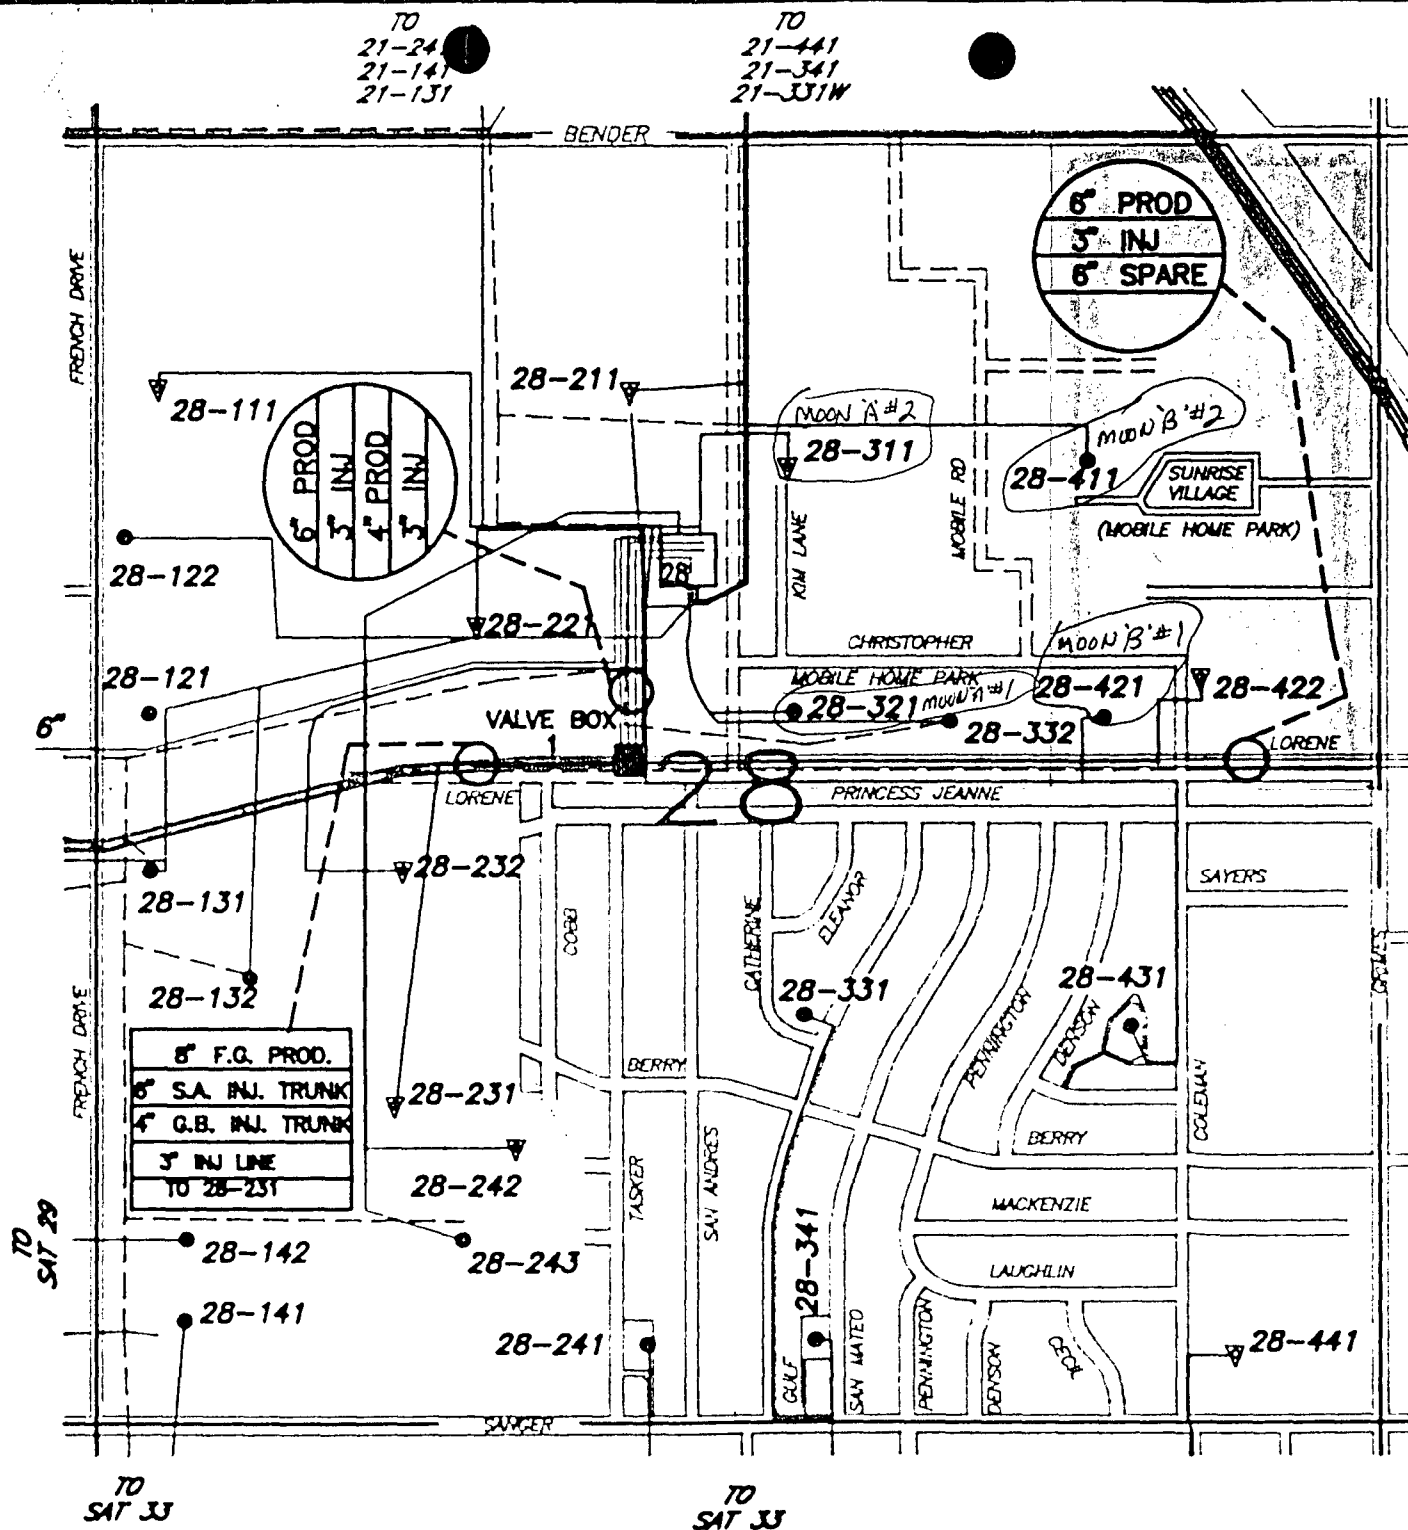 TO
21-24
21-141
21-131
TO
21-441
21-341
21-331W
BENDER
FRENCH DRIVE
6" PROD
3" INJ
6" SPARE
28-111
28-211
MOON 'A' #2
28-311
MOON 'B' #2
28-411
SUNRISE
VILLAGE
(MOBILE HOME PARK)
6" PROD
3" INJ
4" PROD
3" INJ
MOBILE RD
KIM LANE
28-122
28
28-221
CHRISTOPHER
MOON 'B' #1
28-121
MOBILE HOME PARK
28-321
MOON 'A' #1
28-421
28-422
6"
VALVE BOX
1
28-332
LORENE
LORENE
28
PRINCESS JEANNE
28-232
SAYERS
28-131
COBB
CATHERINE
ELEANOR
GRIMES
28-132
28-331
28-431
FRENCH DRIVE
PENNINGTON
DENSON
8" F.G. PROD.
6" S.A. INJ. TRUNK
4" G.B. INJ. TRUNK
3" INJ LINE
TO 28-231
BERRY
28-231
COLEMAN
BERRY
28-242
TASKER
SAN ANDRES
MACKENZIE
TO
SAT 29
28-142
28-243
28-341
LAUGHLIN
28-141
28-241
GULF
SAN MATEO
PENNINGTON
DENSON
CECIL
28-441
SANGER
TO
SAT 33
TO
SAT 33